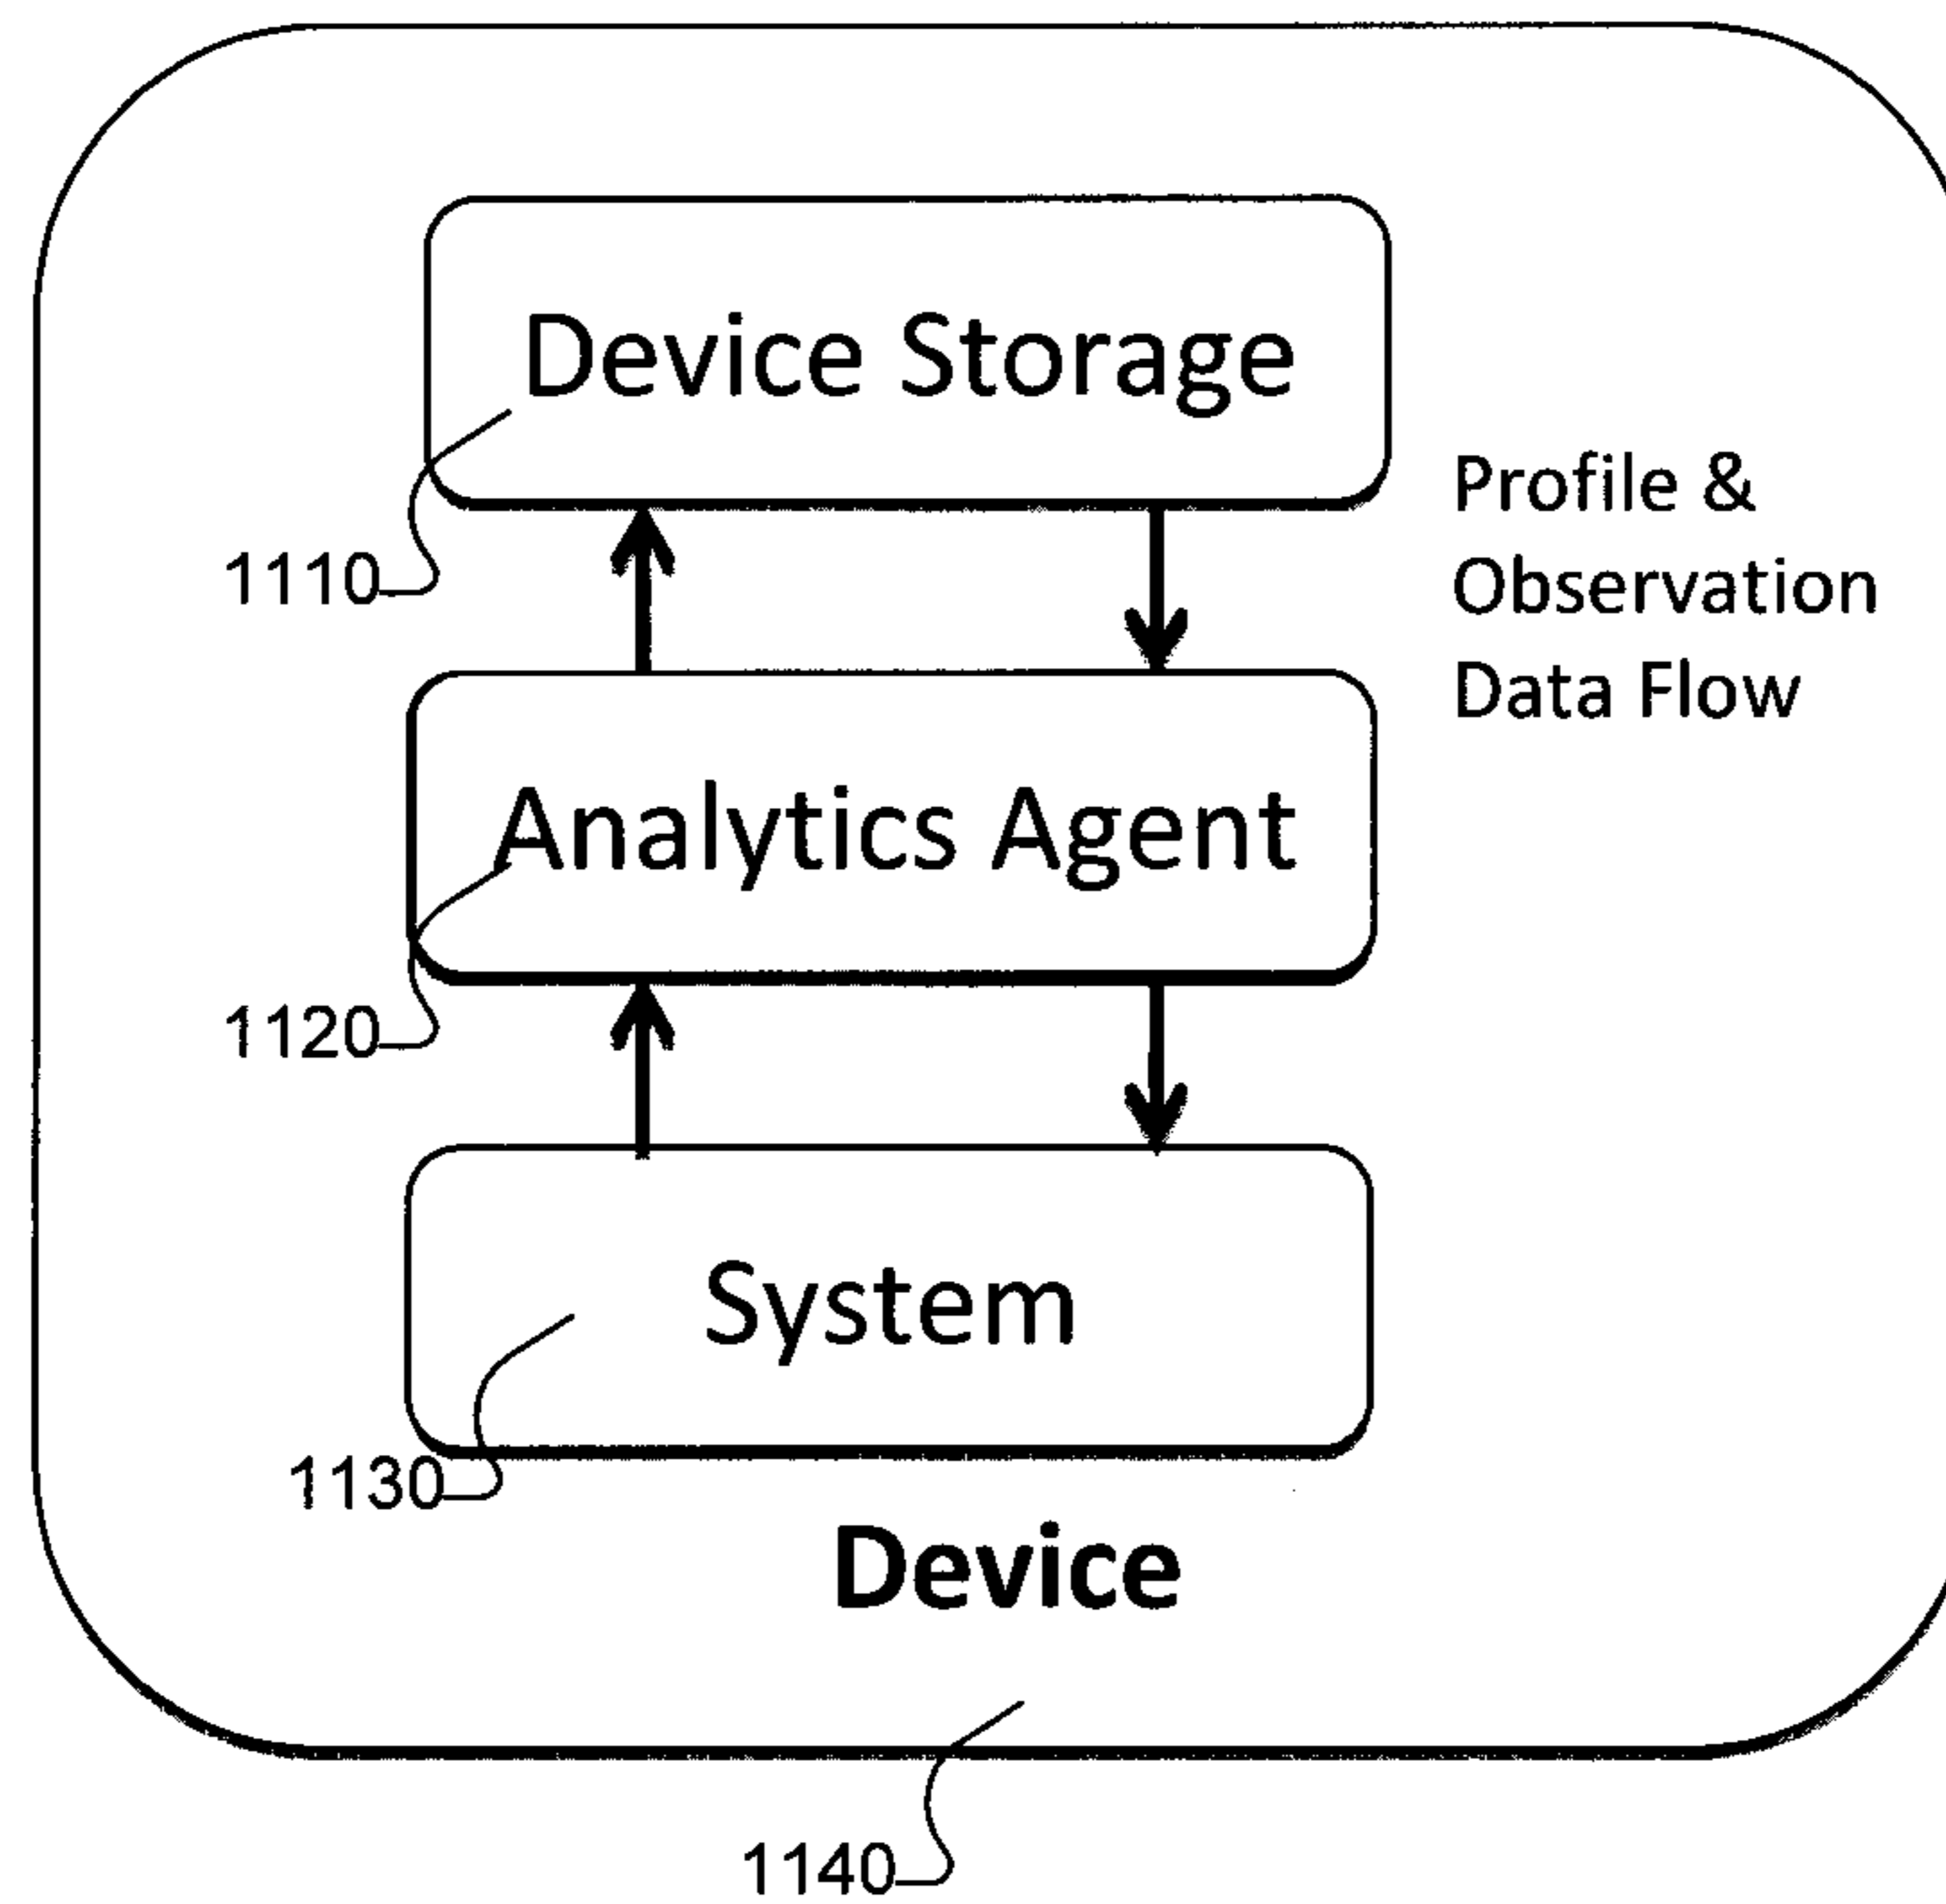 Device Storage
Profile &
Observation
Data Flow
1110
Analytics Agent
1120
System
1130
Device
1140